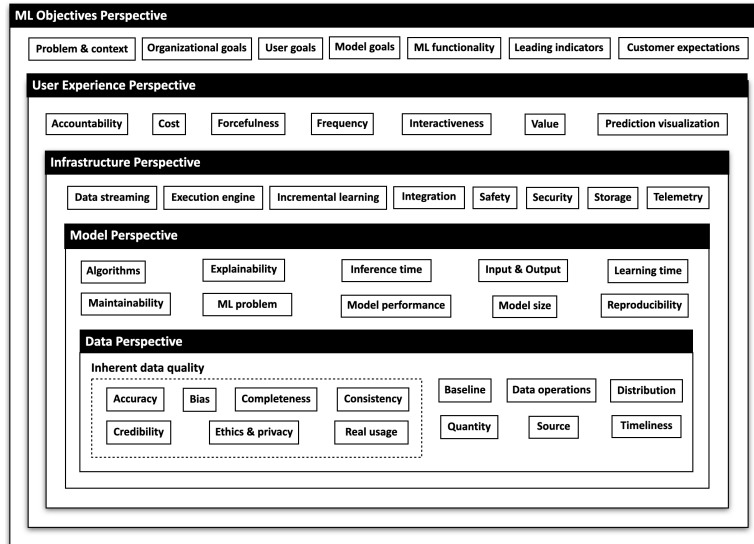 ML Objectives Perspective
Problem & context Organizational goals User goals Model goals ML functionality Leading indicators Customer expectations
User Experience Perspective
Accountability Cost Forcefulness Frequency Interactiveness Value Prediction visualization
Infrastructure Perspective
Data streaming Execution engine Incremental learning Integration Safety Security Storage Telemetry
Model Perspective
Algorithms Explainability Inference time Input & Output Learning time
Maintainability ML problem Model performance Model size Reproducibility
Data Perspective
Inherent data quality
Accuracy Bias Completeness Consistency Baseline Data operations Distribution
Credibility Ethics & privacy Real usage Quantity Source Timeliness